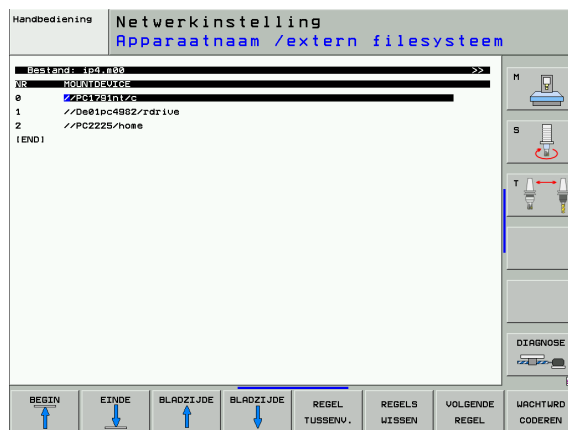 Handbediening
Netwerkinstelling
Apparaatnaam /extern filesysteem
Bestand: ip4.m00 >>
NR MOUNTDEVICE
0 //PC1791nt/c
1 //De01pc4982/rdrive
2 //PC2225/home
[END]
M
S
T
DIAGNOSE
BEGIN
EINDE
BLADZIJDE
BLADZIJDE
REGEL
TUSSENV.
REGELS
WISSEN
VOLGENDE
REGEL
WACHTWRD
CODEREN